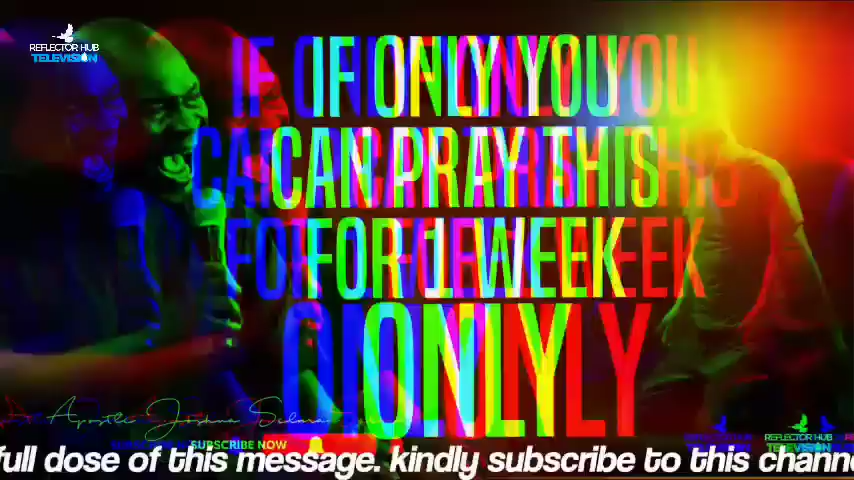 REFLECTOR HUB
TELEVISION
IF ONLY YOU
CAN PRAY THIS
FOR 1 WEEK
ONLY
Apostle Joshua Selman
SUBSCRIBE NOW
REFLECTOR HUB
TELEVISION
full dose of this message. kindly subscribe to this chann